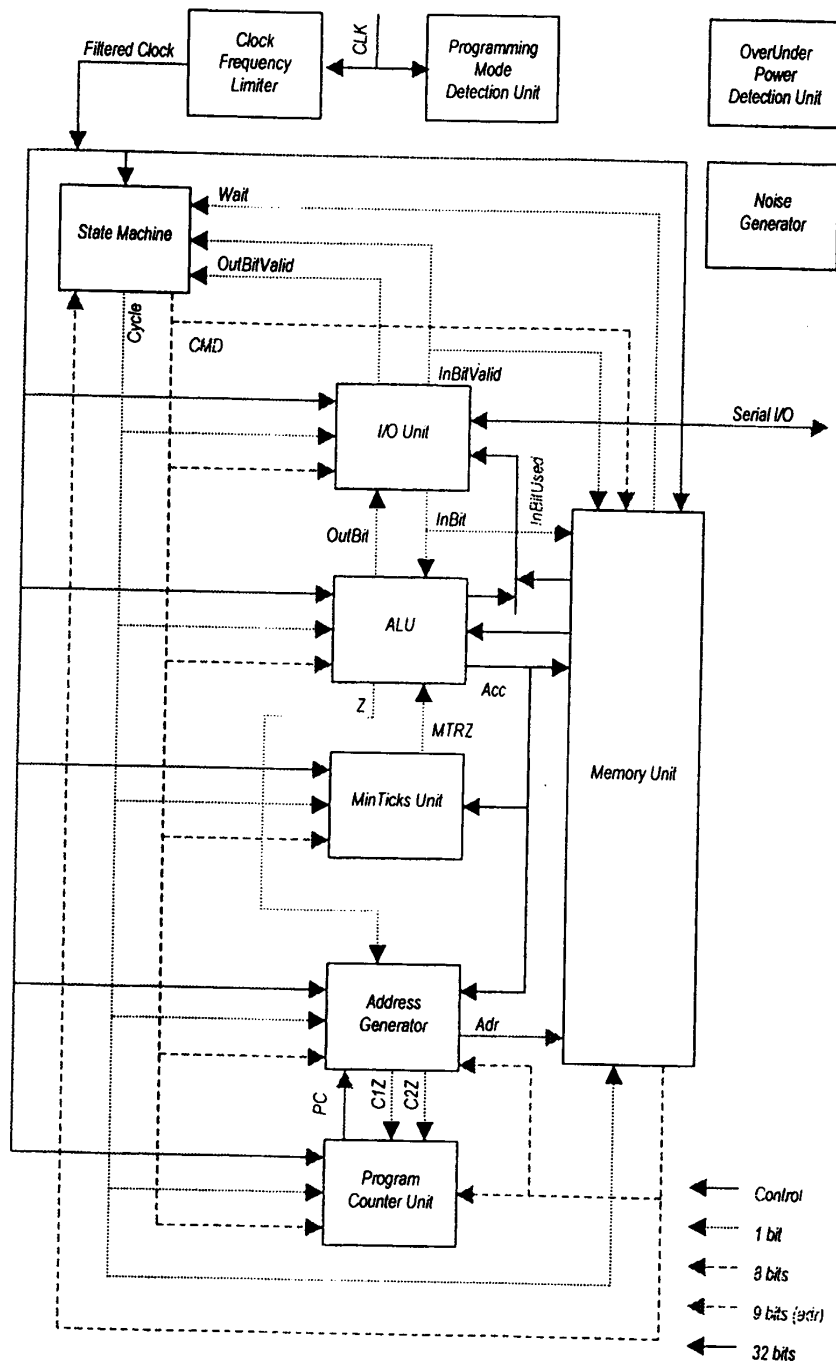 Filtered Clock
Clock
Frequency
Limiter
CLK
Programming
Mode
Detection Unit
OverUnder
Power
Detection Unit
Noise
Generator
State Machine
Wait
OutBitValid
Cycle
CMD
InBitValid
I/O Unit
Serial I/O
OutBit
InBit
InBitUsed
ALU
Z
Acc
MTRZ
MinTicks Unit
Memory Unit
Address
Generator
Adr
PC
C1Z
C2Z
Program
Counter Unit
Control
1 bit
8 bits
9 bits (adr)
32 bits